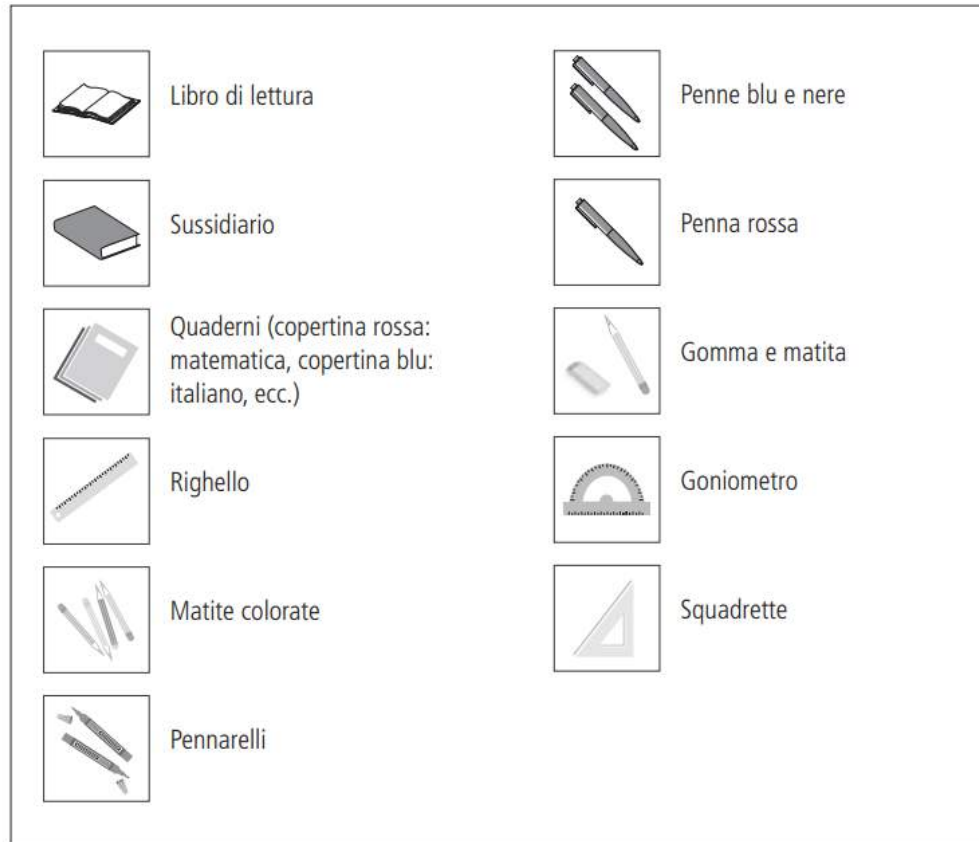 Libro di lettura
Sussidiario
Quaderni (copertina rossa:
matematica, copertina blu:
italiano, ecc.)
Righello
Matite colorate
Pennarelli
Penne blu e nere
Penna rossa
Gomma e matita
Goniometro
Squadrette